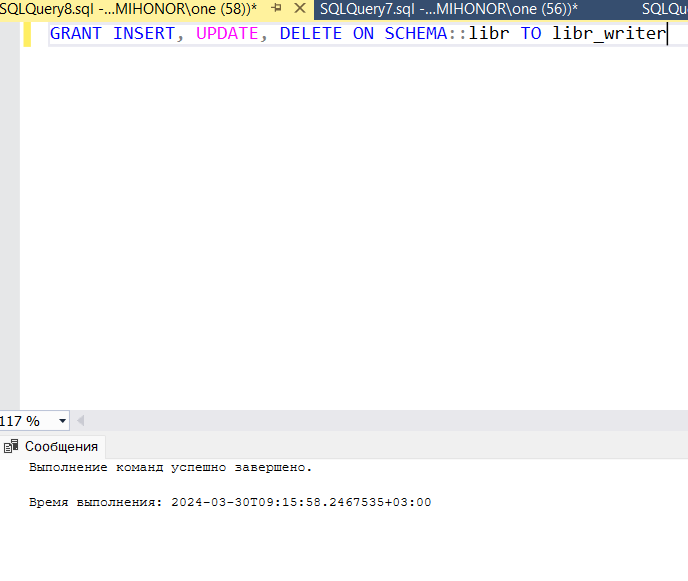 SQLQuery8.sql -...MIHONOR\one (58))* SQLQuery7.sql -...MIHONOR\one (56))* SQLQ
GRANT INSERT, UPDATE, DELETE ON SCHEMA::libr TO libr_writer
117 %
Сообщения
Выполнение команд успешно завершено.
Время выполнения: 2024-03-30T09:15:58.2467535+03:00